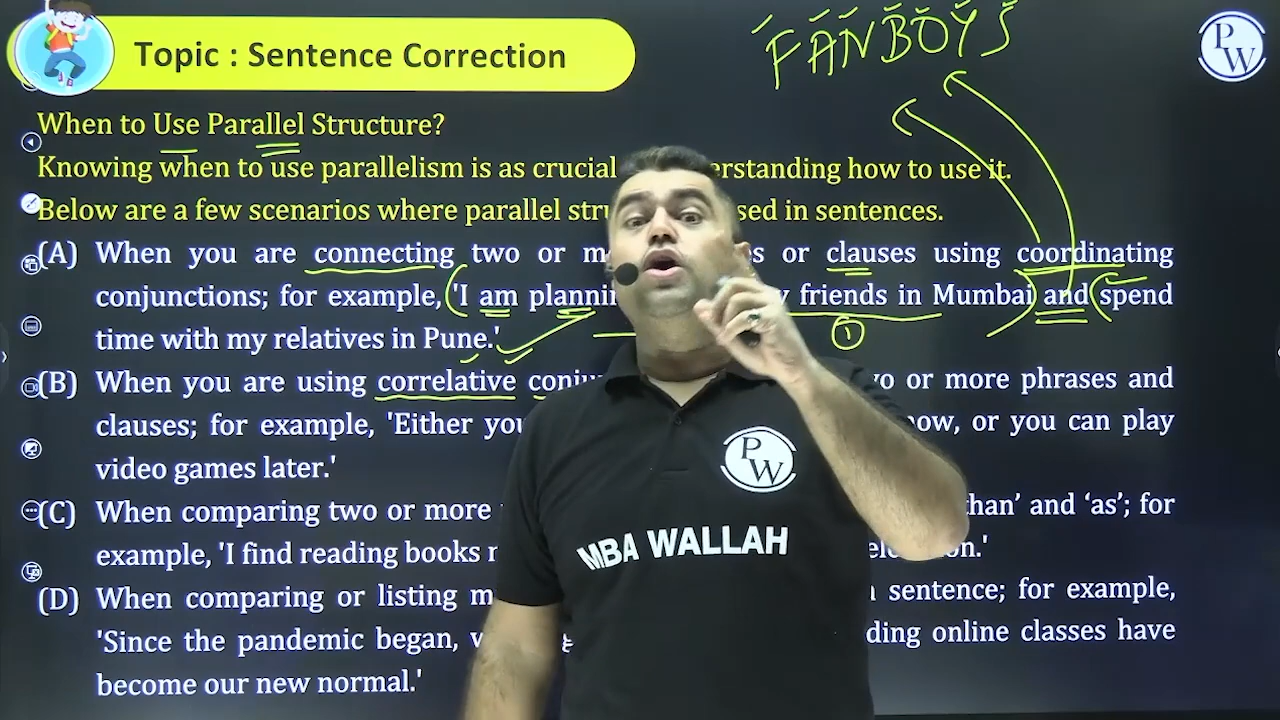 Topic : Sentence Correction
FANBOYS
PW
When to Use Parallel Structure?
Knowing when to use parallelism is as crucial erstanding how to use it.
Below are a few scenarios where parallel stru sed in sentences.
(A) When you are connecting two or m s or clauses using coordinating
conjunctions; for example, 'I am planni y friends in Mumbai and spend
1
time with my relatives in Pune.'
(B) When you are using correlative conju vo or more phrases and
clauses; for example, 'Either you now, or you can play
video games later.'
PW
(C) When comparing two or more than' and ‘as’; for
example, 'I find reading books on.'
MBA WALLAH
(D) When comparing or listing m sentence; for example,
'Since the pandemic began, ding online classes have
become our new normal.'